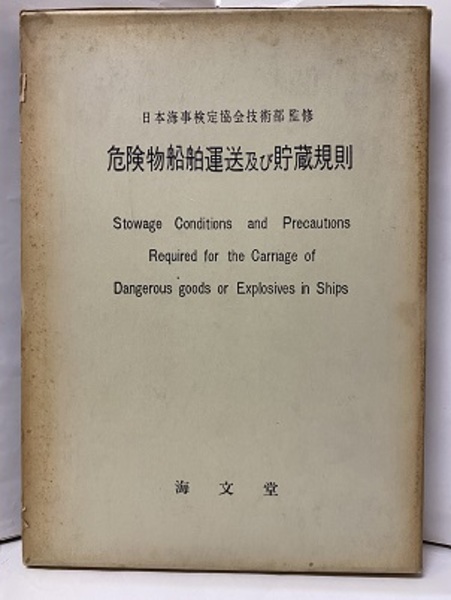 日本海事検定協会技術部監修
危険物船舶運送及び貯蔵規則
Stowage Conditions and Precautions
Required for the Carriage of
Dangerous goods or Explosives in Ships
海文堂